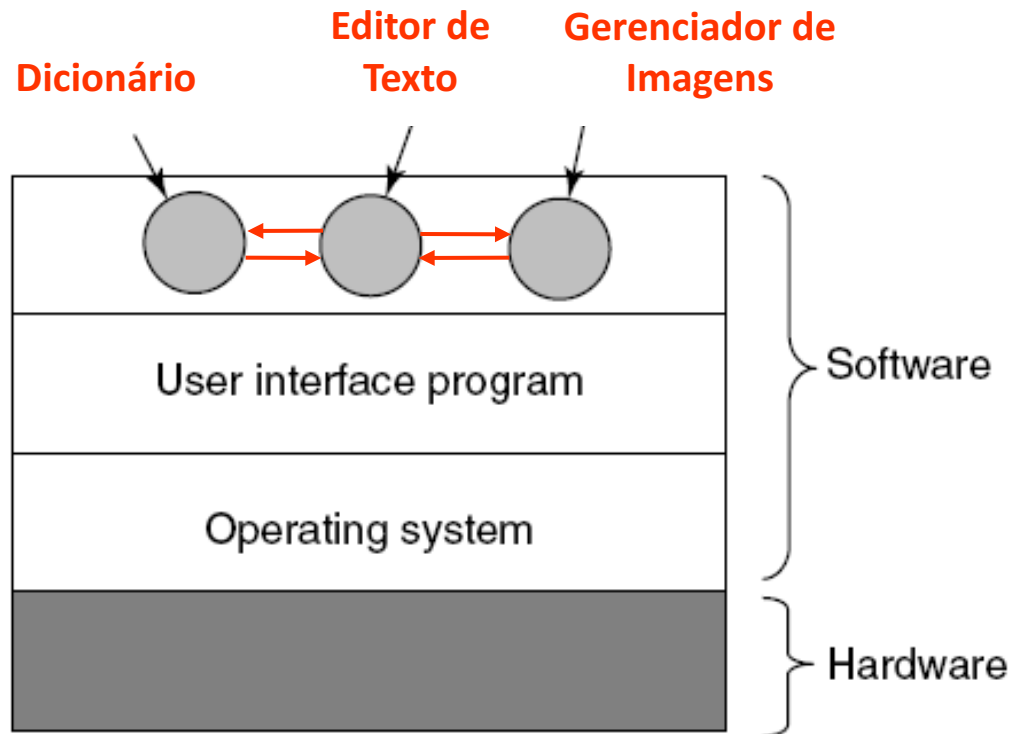 Dicionário
Editor de
Texto
Gerenciador de
Imagens
User interface program
Operating system
Software
Hardware